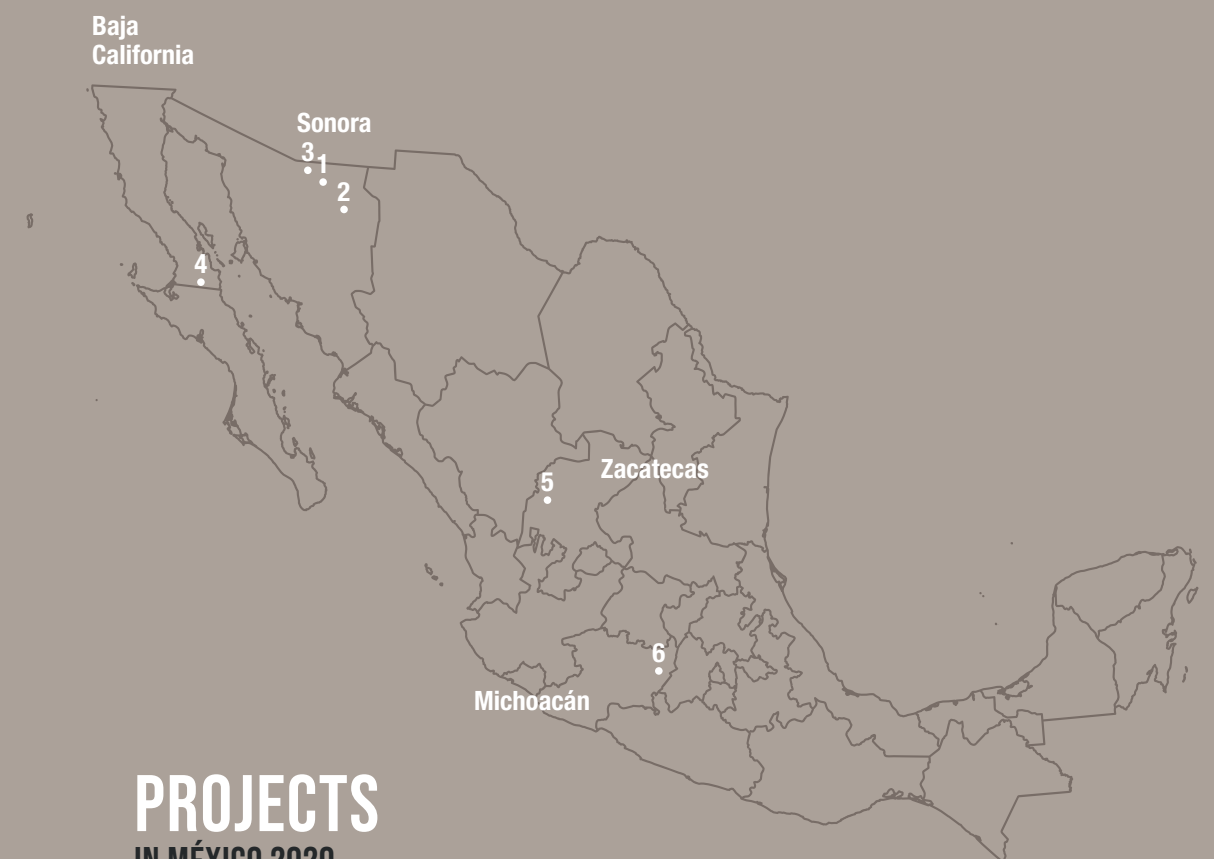 Baja
California
Sonora
3
1
2
4
Zacatecas
5
6
Michoacán
PROJECTS
IN MÉXICO 2020